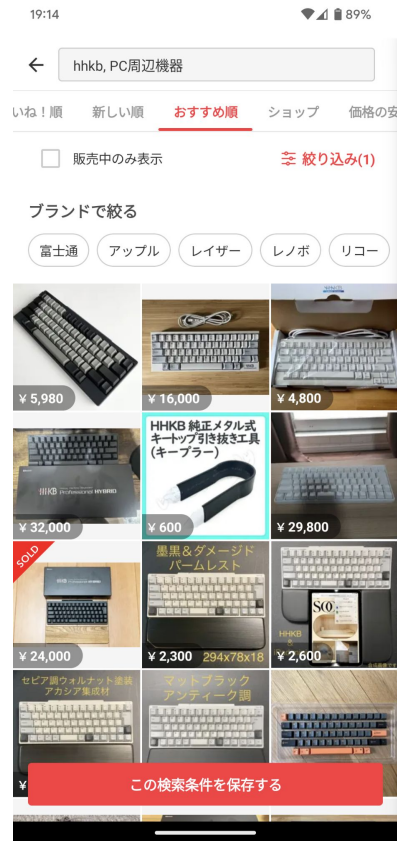 19:14
89%
hhkb, PC周辺機器
いいね！順 新しい順 おすすめ順 ショップ 価格の安
販売中のみ表示
絞り込み(1)
ブランドで絞る
富士通 アップル レイザー レノボ リコー
¥ 5,980
¥ 16,000
¥ 4,800
HHKB
Professional HYBRID
¥ 32,000
HHKB 純正メタル式
キートップ引き抜き工具
(キープラー)
¥ 600
¥ 29,800
SOLD
¥ 24,000
墨黒＆ダメージド
パームレスト
¥ 2,300
294x78x18
HHKB
¥ 2,600
セピア調ウォルナット塗装
アカシア集成材
¥
マットブラック
アンティーク調
この検索条件を保存する